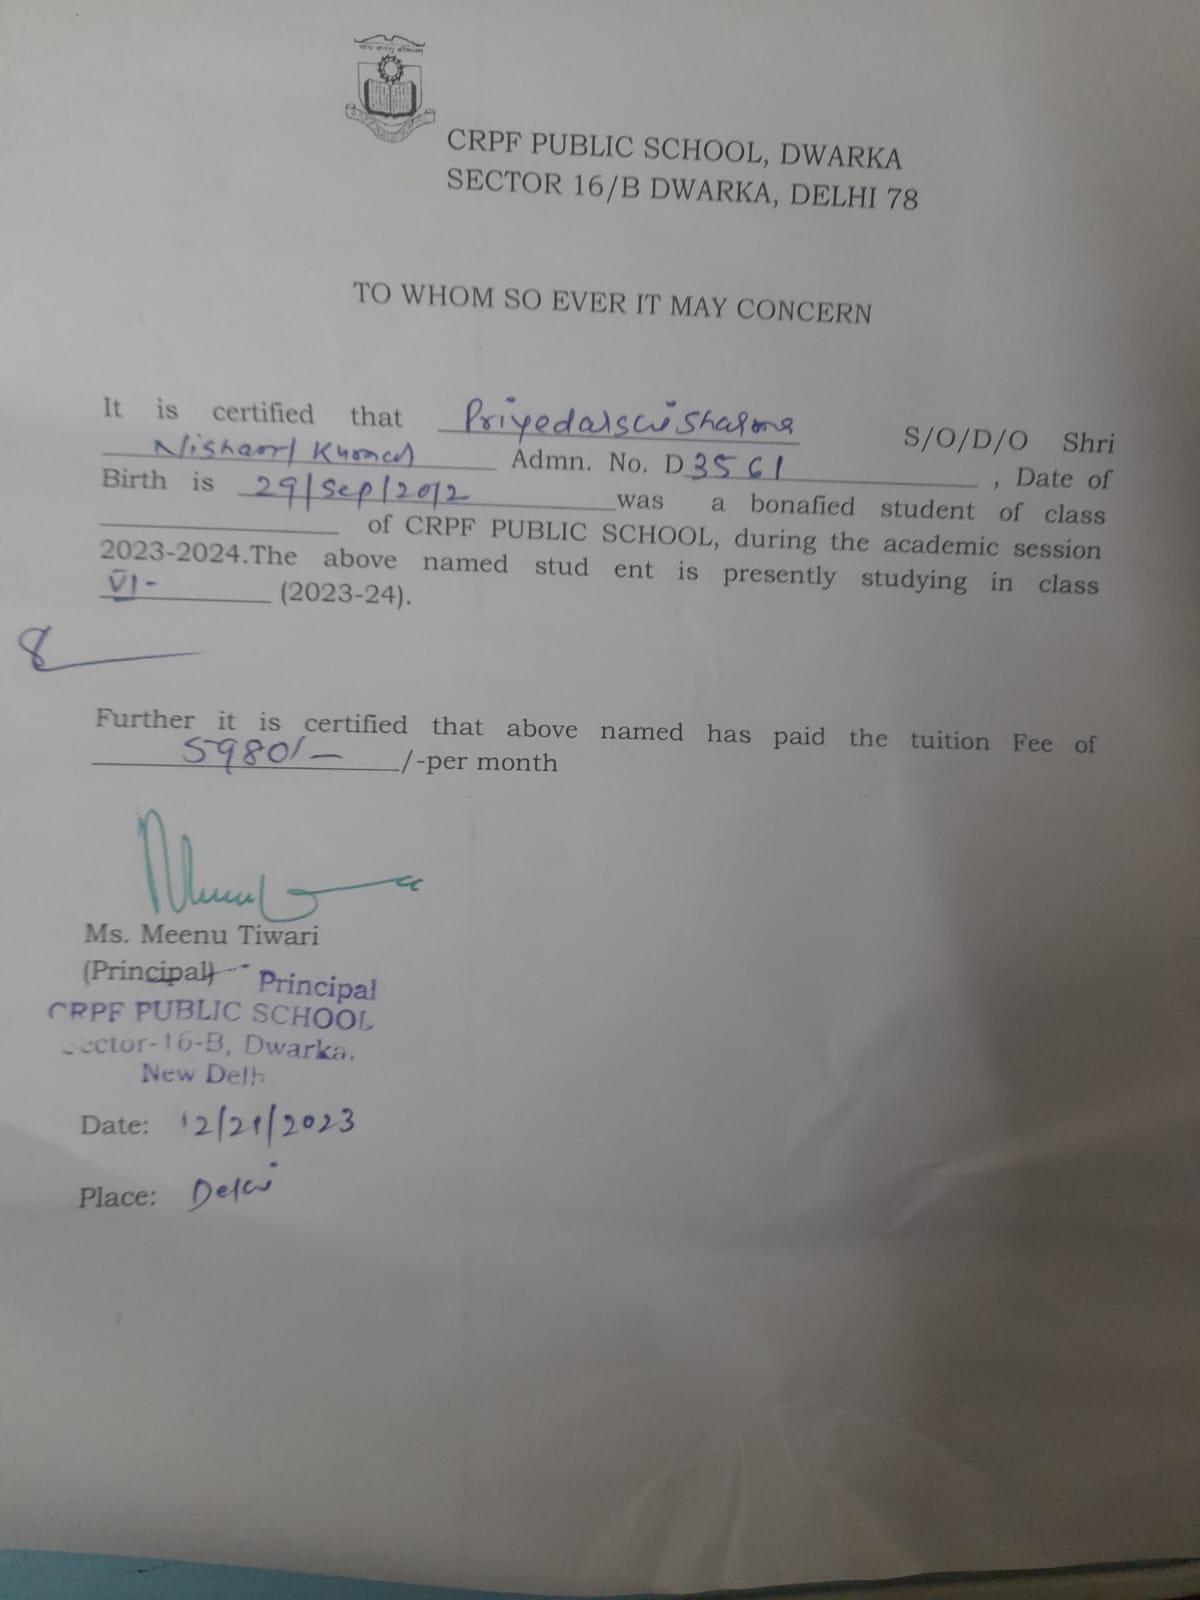 CRPF PUBLIC SCHOOL, DWARKA
SECTOR 16/B DWARKA, DELHI 78
TO WHOM SO EVER IT MAY CONCERN
It is certified that Priyedarshi Sharma S/O/D/O Shri
Nishant Kumar Admn. No. D3561, Date of
Birth is 29/Sep/2012 was a bonafied student of class
of CRPF PUBLIC SCHOOL, during the academic session
2023-2024.The above named stud ent is presently studying in class
VI- (2023-24).
Further it is certified that above named has paid the tuition Fee of
5980/- /-per month
Ms. Meenu Tiwari
(Principal) Principal
CRPF PUBLIC SCHOOL
Sector-16-B, Dwarka.
New Delh
Date: 12/21/2023
Place: Delhi